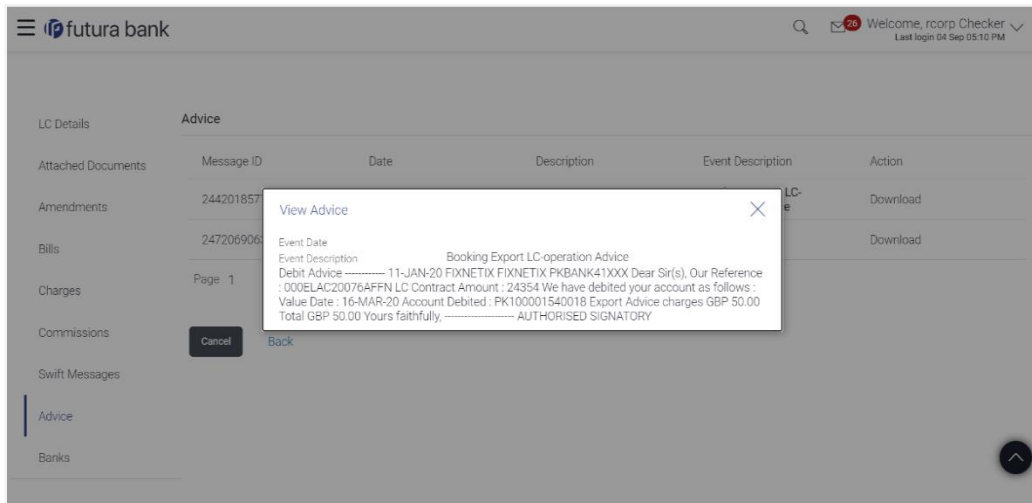 futura bank
26
Welcome, rcorp Checker
Last login 04 Sep 05:10 PM
LC Details
Attached Documents
Amendments
Bills
Charges
Commissions
Swift Messages
Advice
Banks
Advice
Message ID Date Description Event Description Action
LC-
Download
Download
Page 1
Cancel Back
View Advice
Event Date
Event Description Booking Export LC-operation Advice
Debit Advice ------------ 11-JAN-20 FIXNETIX FIXNETIX PKBANK41XXX Dear Sir(s), Our Reference
: 000ELAC20076AFFN LC Contract Amount : 24354 We have debited your account as follows :
Value Date : 16-MAR-20 Account Debited : PK100001540018 Export Advice charges GBP 50.00
Total GBP 50.00 Yours faithfully, --------------------- AUTHORISED SIGNATORY